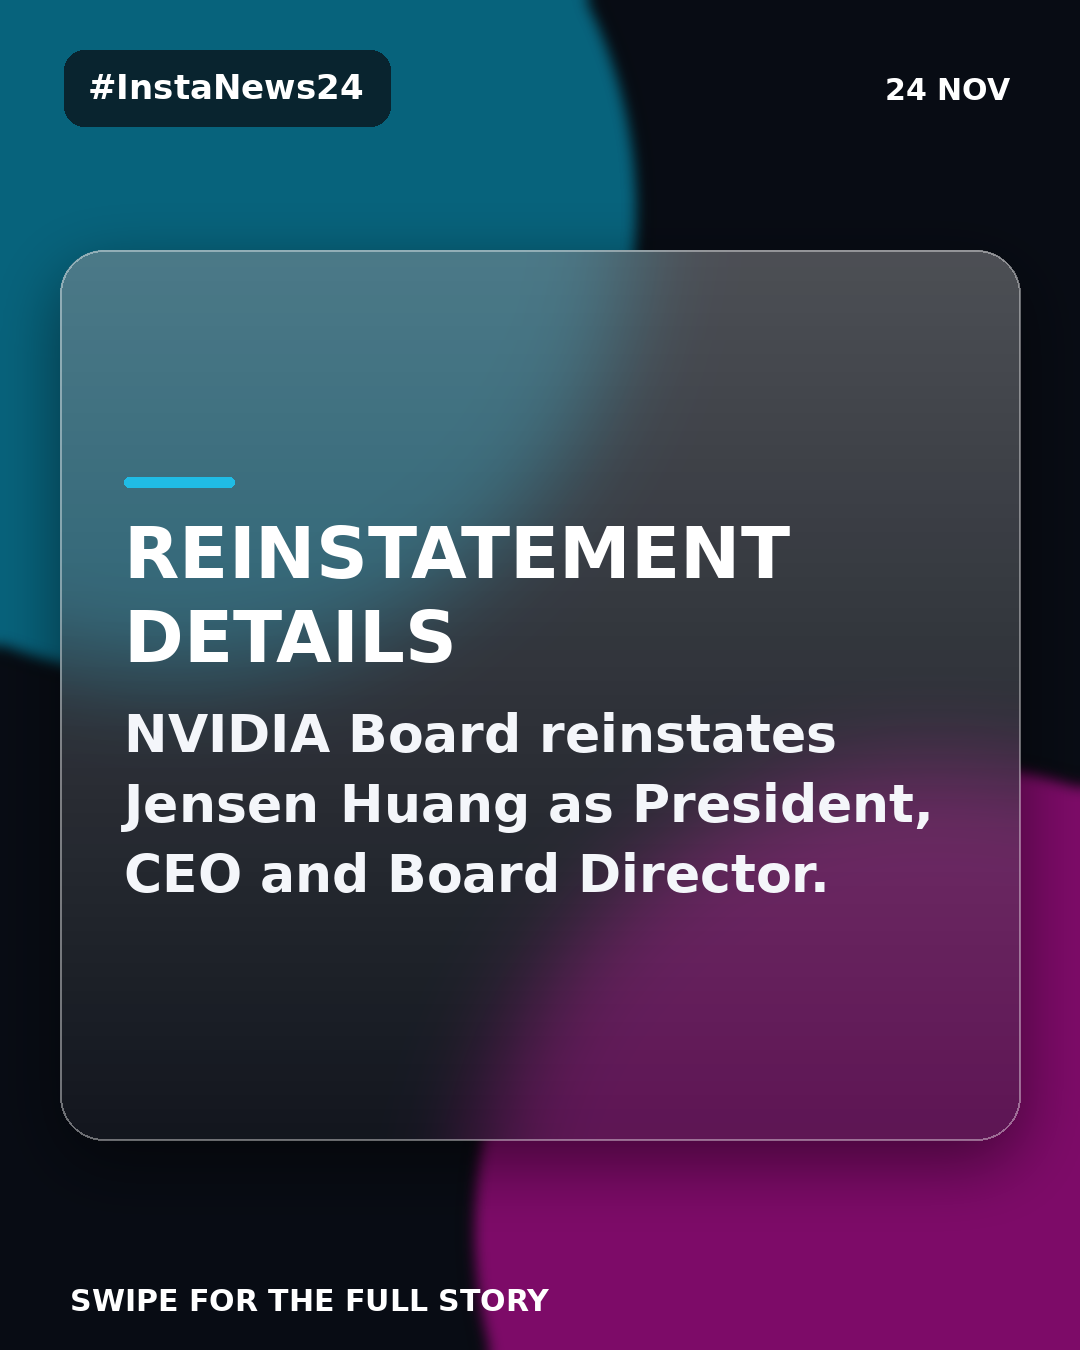 #InstaNews24
24 NOV
REINSTATEMENT
DETAILS
NVIDIA Board reinstates
Jensen Huang as President,
CEO and Board Director.
SWIPE FOR THE FULL STORY